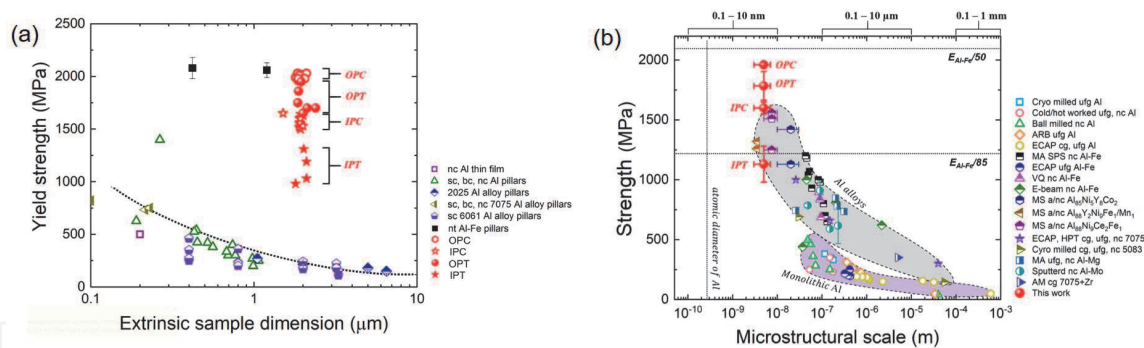 (a)
Yield strength (MPa)
2500
2000
1500
1000
500
0
0.1
1
10
Extrinsic sample dimension (μm)
OPC
OPT
IPC
IPT
nc Al thin film
sc, bc, nc Al pillars
2025 Al alloy pillars
sc, bc, nc 7075 Al alloy pillars
sc 6061 Al alloy pillars
nt Al-Fe pillars
OPC
IPC
OPT
IPT
(b)
0.1 – 10 nm
0.1 – 10 μm
0.1 – 1 mm
Strength (MPa)
2000
1500
1000
500
0
E_Al-Fe/50
OPC
OPT
IPC
E_Al-Fe/85
IPT
atomic diameter of Al
Al alloys
Monolithic Al
10⁻¹⁰
10⁻⁹
10⁻⁸
10⁻⁷
10⁻⁶
10⁻⁵
10⁻⁴
10⁻³
Microstructural scale (m)
Cryo milled ufg Al
Cold/hot worked ufg, nc Al
Ball milled nc Al
ARB ufg Al
ECAP cg, ufg Al
MA SPS nc Al-Fe
ECAP ufg Al-Fe
VQ nc Al-Fe
E-beam nc Al-Fe
MS a/nc Al₈₅Ni₅Y₈Co₂
MS a/nc Al₈₈Y₂Ni₉Fe₁/Mn₁
MS a/nc Al₈₈Ni₉Ce₂Fe₁
ECAP, HPT cg, ufg, nc 7075
Cyro milled cg, ufg, nc 5083
MA ufg, nc Al-Mg
Sputterd nc Al-Mo
AM cg 7075+Zr
This work